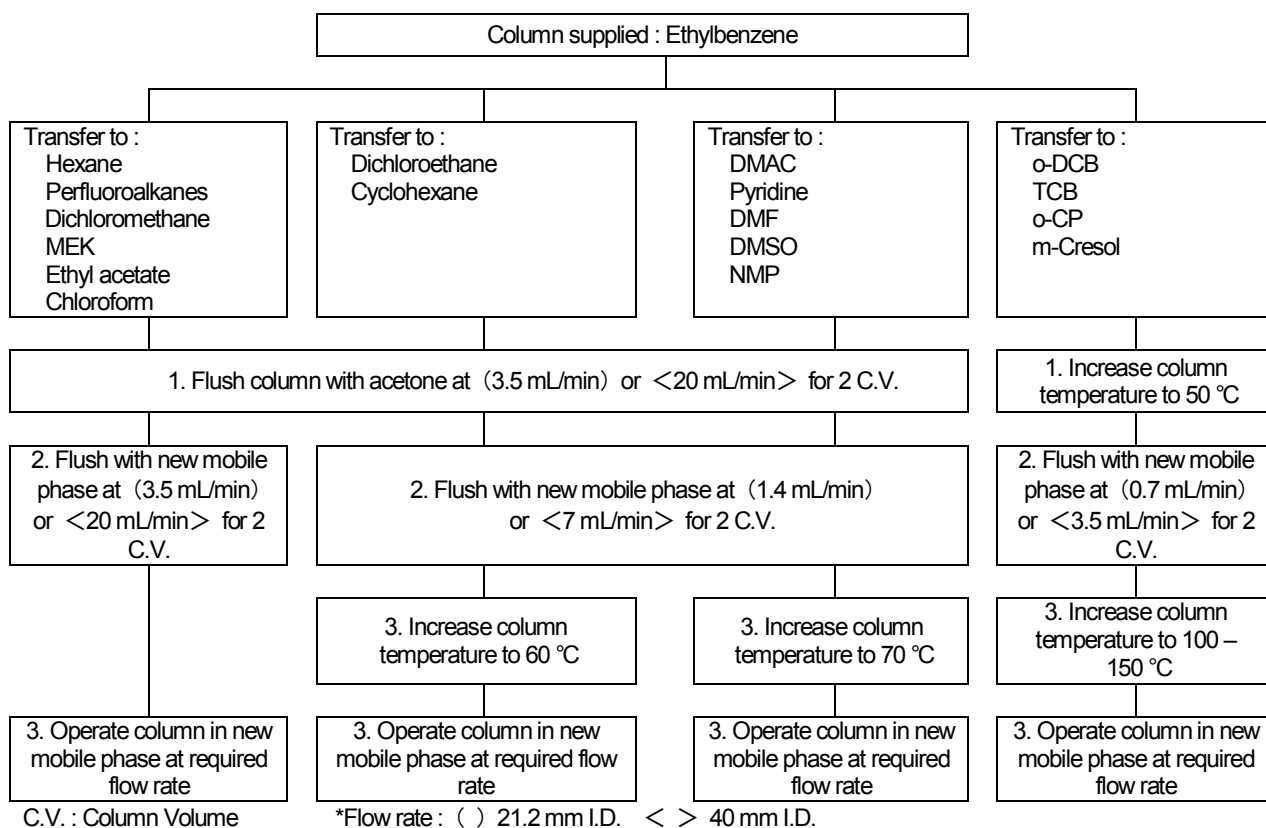 Column supplied : Ethylbenzene
Transfer to :
Hexane
Perfluoroalkanes
Dichloromethane
MEK
Ethyl acetate
Chloroform
Transfer to :
Dichloroethane
Cyclohexane
Transfer to :
DMAC
Pyridine
DMF
DMSO
NMP
Transfer to :
o-DCB
TCB
o-CP
m-Cresol
1. Flush column with acetone at （3.5 mL/min） or ＜20 mL/min＞ for 2 C.V.
1. Increase column
temperature to 50 °C
2. Flush with new mobile
phase at （3.5 mL/min）
or ＜20 mL/min＞ for 2
C.V.
2. Flush with new mobile phase at （1.4 mL/min）
or ＜7 mL/min＞ for 2 C.V.
2. Flush with new mobile
phase at （0.7 mL/min）
or ＜3.5 mL/min＞ for 2
C.V.
3. Increase column
temperature to 60 °C
3. Increase column
temperature to 70 °C
3. Increase column
temperature to 100 –
150 °C
3. Operate column in new
mobile phase at required
flow rate
3. Operate column in new
mobile phase at required flow
rate
3. Operate column in new
mobile phase at required
flow rate
3. Operate column in new
mobile phase at required
flow rate
C.V. : Column Volume
*Flow rate : （ ）21.2 mm I.D. ＜ ＞ 40 mm I.D.